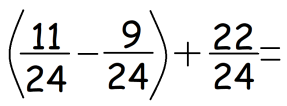 (11/24 − 9/24) + 22/24 =